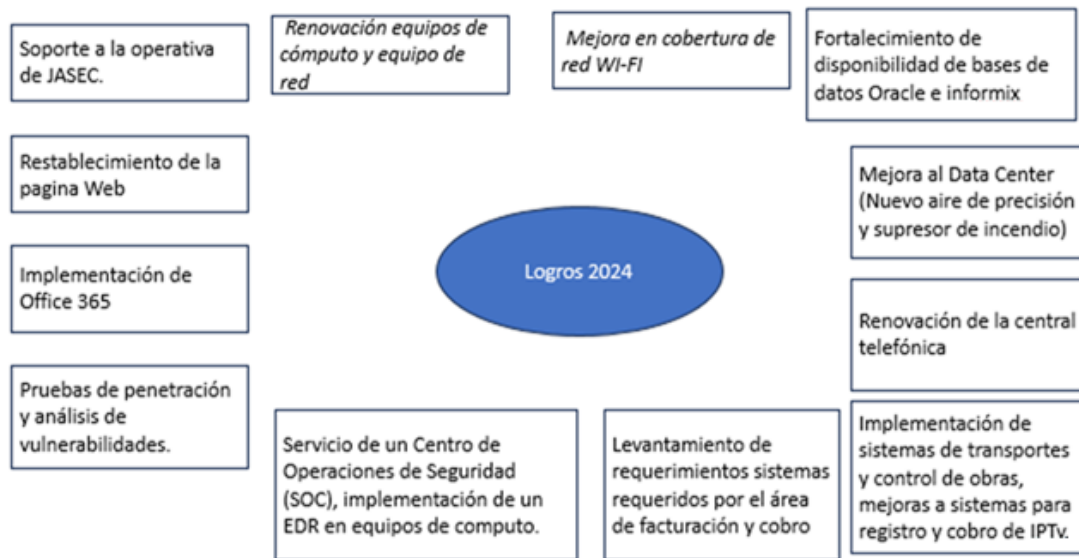 Soporte a la operativa
de JASEC.
Renovación equipos de
cómputo y equipo de
red
Mejora en cobertura de
red WI-FI
Fortalecimiento de
disponibilidad de bases de
datos Oracle e informix
Restablecimiento de la
pagina Web
Mejora al Data Center
(Nuevo aire de precisión
y supresor de incendio)
Implementación de
Office 365
Logros 2024
Renovación de la central
telefónica
Pruebas de penetración
y análisis de
vulnerabilidades.
Servicio de un Centro de
Operaciones de Seguridad
(SOC), implementación de un
EDR en equipos de computo.
Levantamiento de
requerimientos sistemas
requeridos por el área
de facturación y cobro
Implementación de
sistemas de transportes
y control de obras,
mejoras a sistemas para
registro y cobro de IPTv.